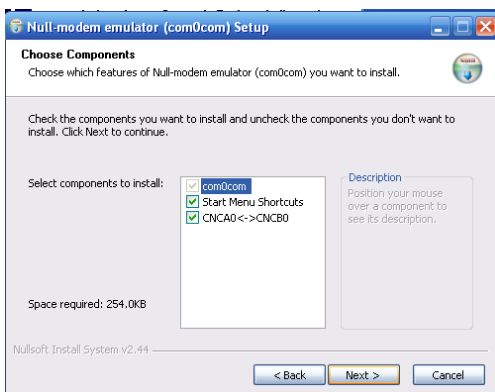 Null-modem emulator (com0com) Setup
Choose Components
Choose which features of Null-modem emulator (com0com) you want to install.
Check the components you want to install and uncheck the components you don't want to
install. Click Next to continue.
Select components to install:
com0com
Start Menu Shortcuts
CNCA0<->CNCB0
Description
Position your mouse
over a component to
see its description.
Space required: 254.0KB
Nullsoft Install System v2.44
< Back
Next >
Cancel